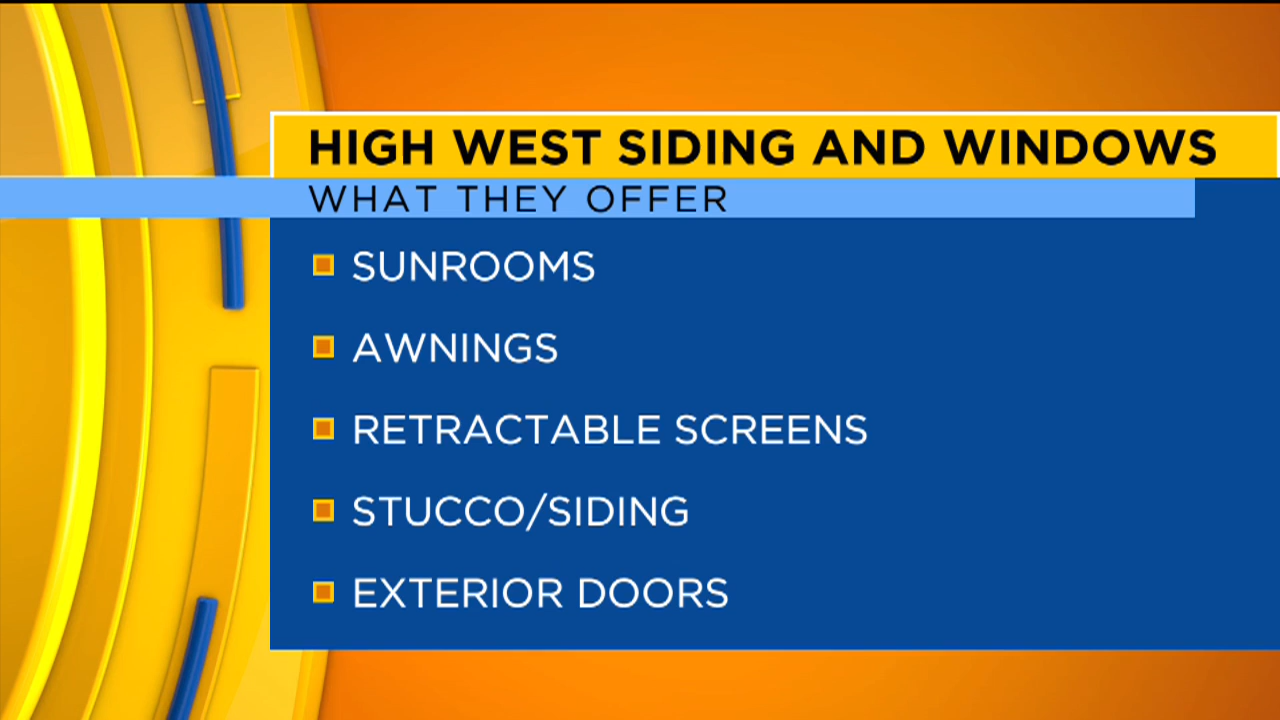 HIGH WEST SIDING AND WINDOWS
WHAT THEY OFFER
SUNROOMS
AWNINGS
RETRACTABLE SCREENS
STUCCO/SIDING
EXTERIOR DOORS